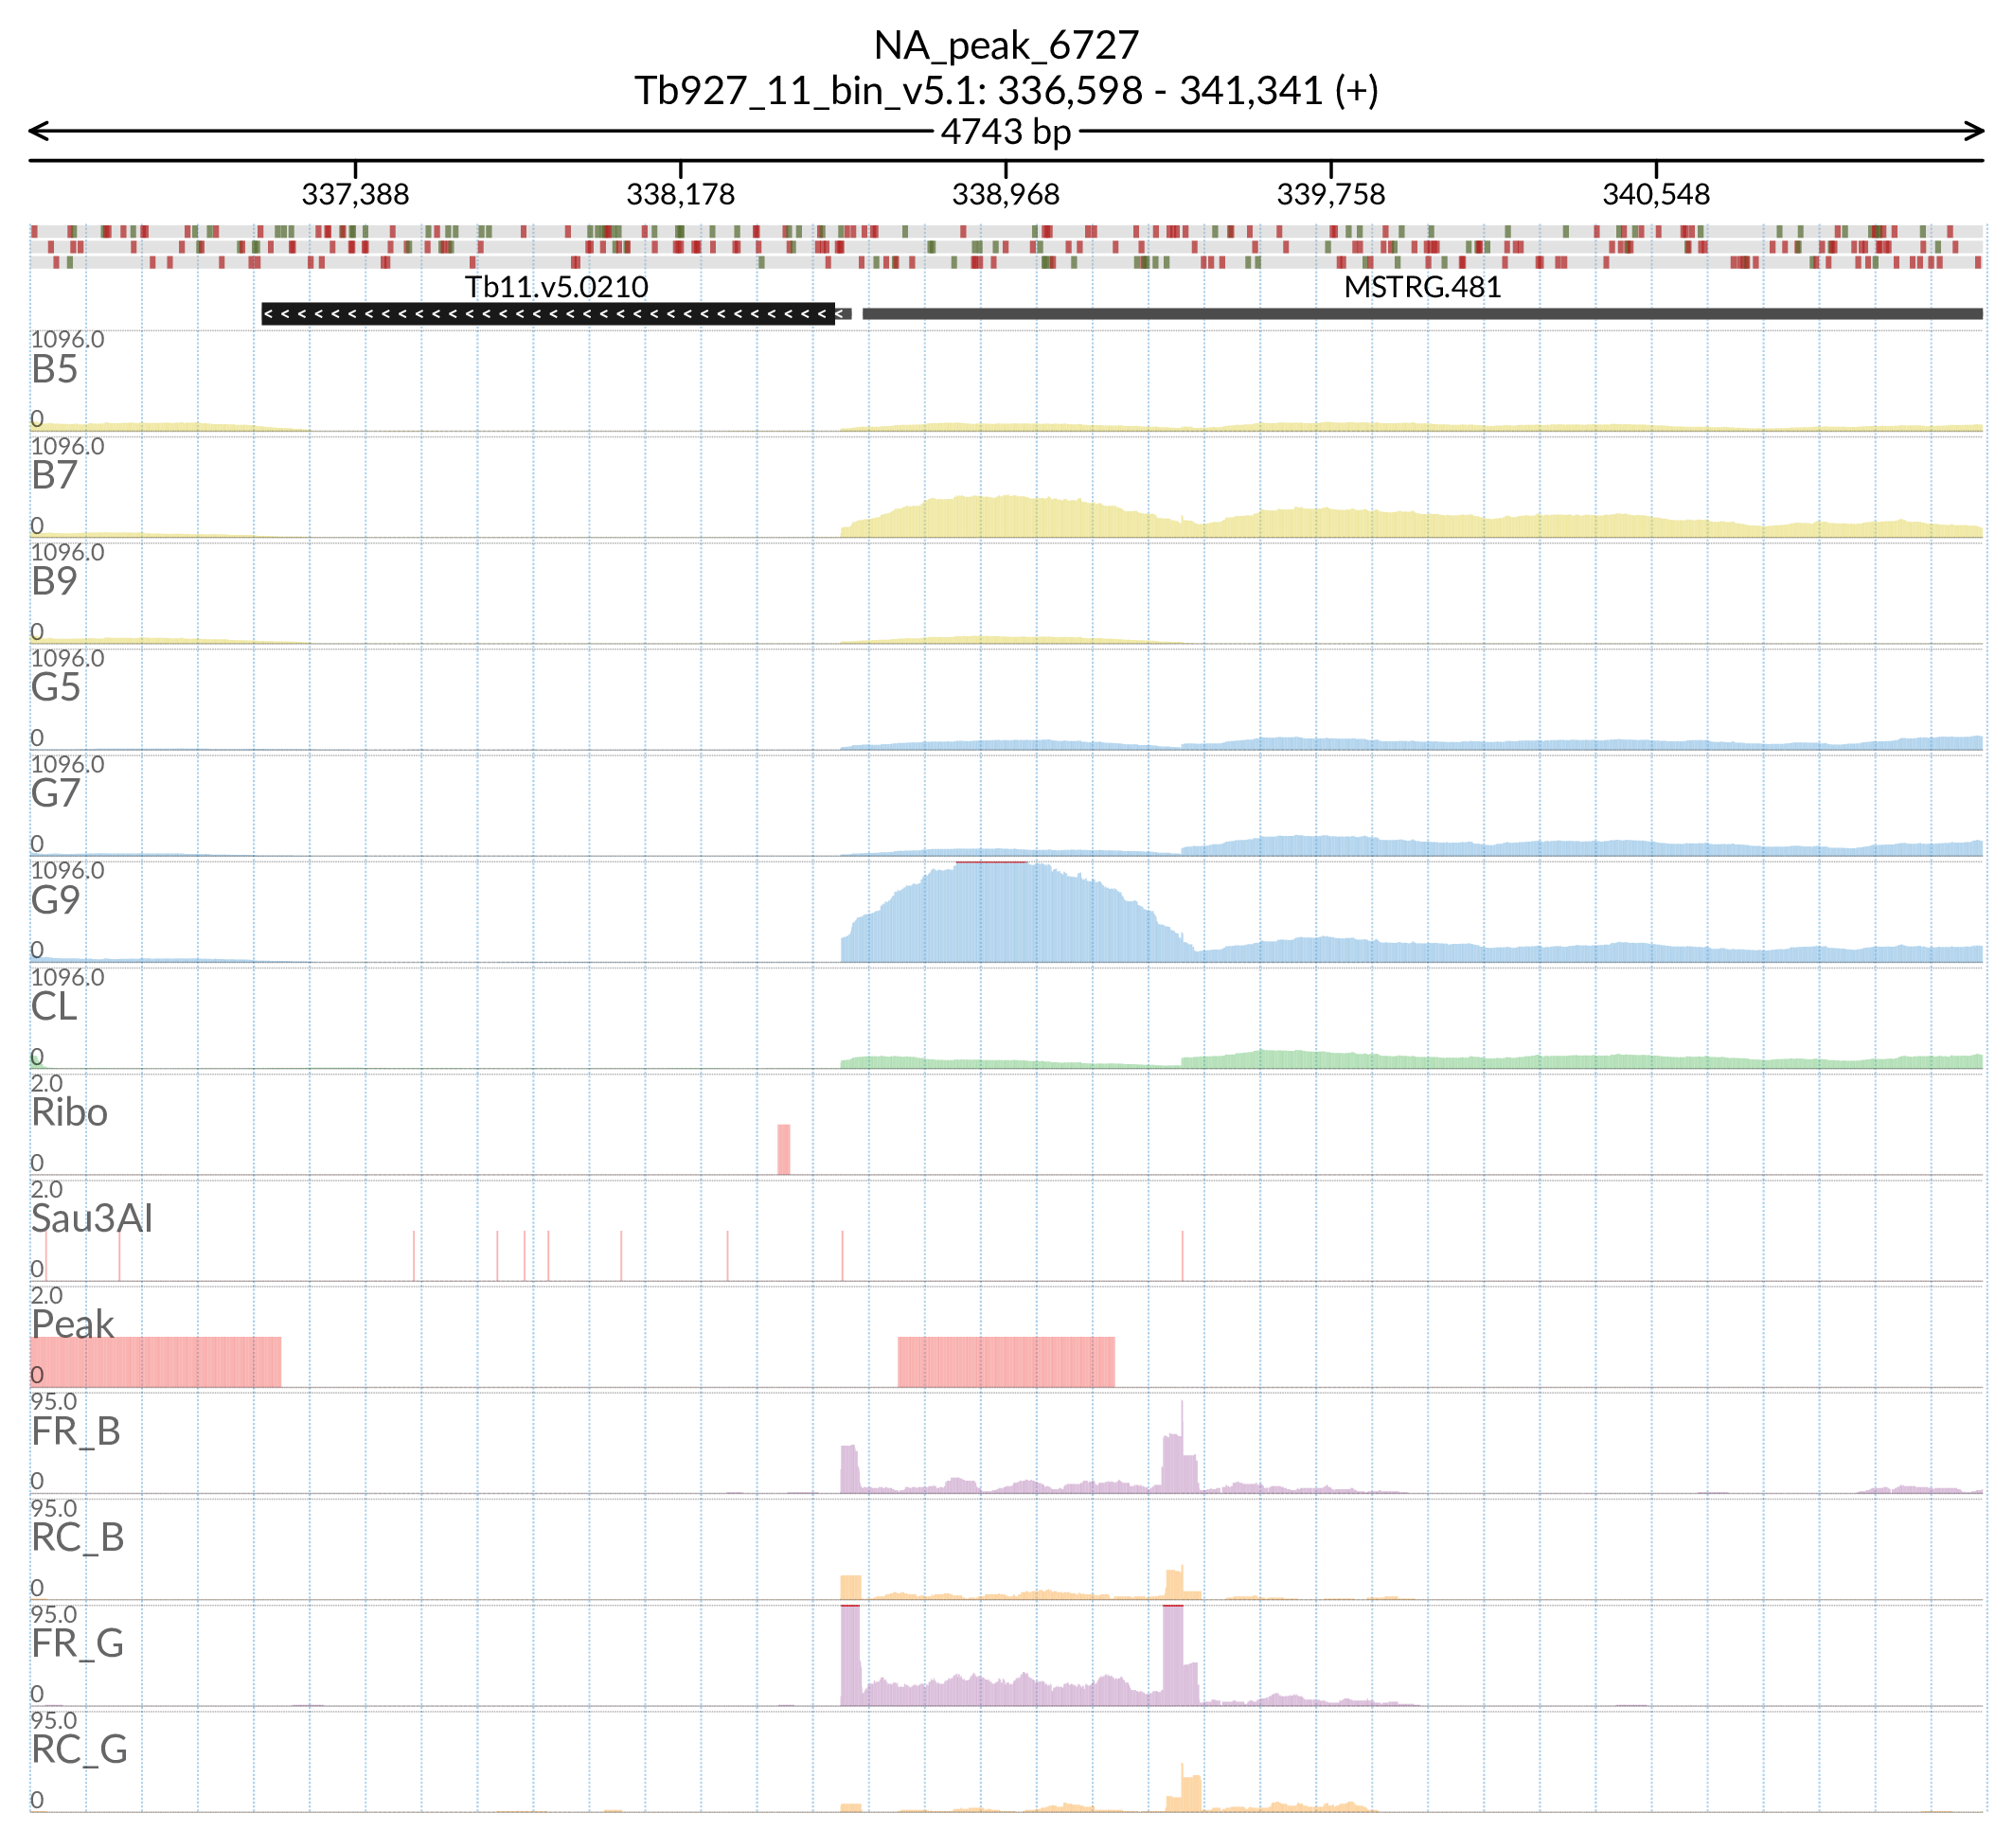 NA_peak_6727
Tb927_11_bin_v5.1: 336,598 - 341,341 (+)
4743 bp
337,388 338,178 338,968 339,758 340,548
Tb11.v5.0210 MSTRG.481
1096.0
B5
0
1096.0
B7
0
1096.0
B9
0
1096.0
G5
0
1096.0
G7
0
1096.0
G9
0
1096.0
CL
0
2.0
Ribo
0
2.0
Sau3AI
0
2.0
Peak
0
95.0
FR_B
0
95.0
RC_B
0
95.0
FR_G
0
95.0
RC_G
0